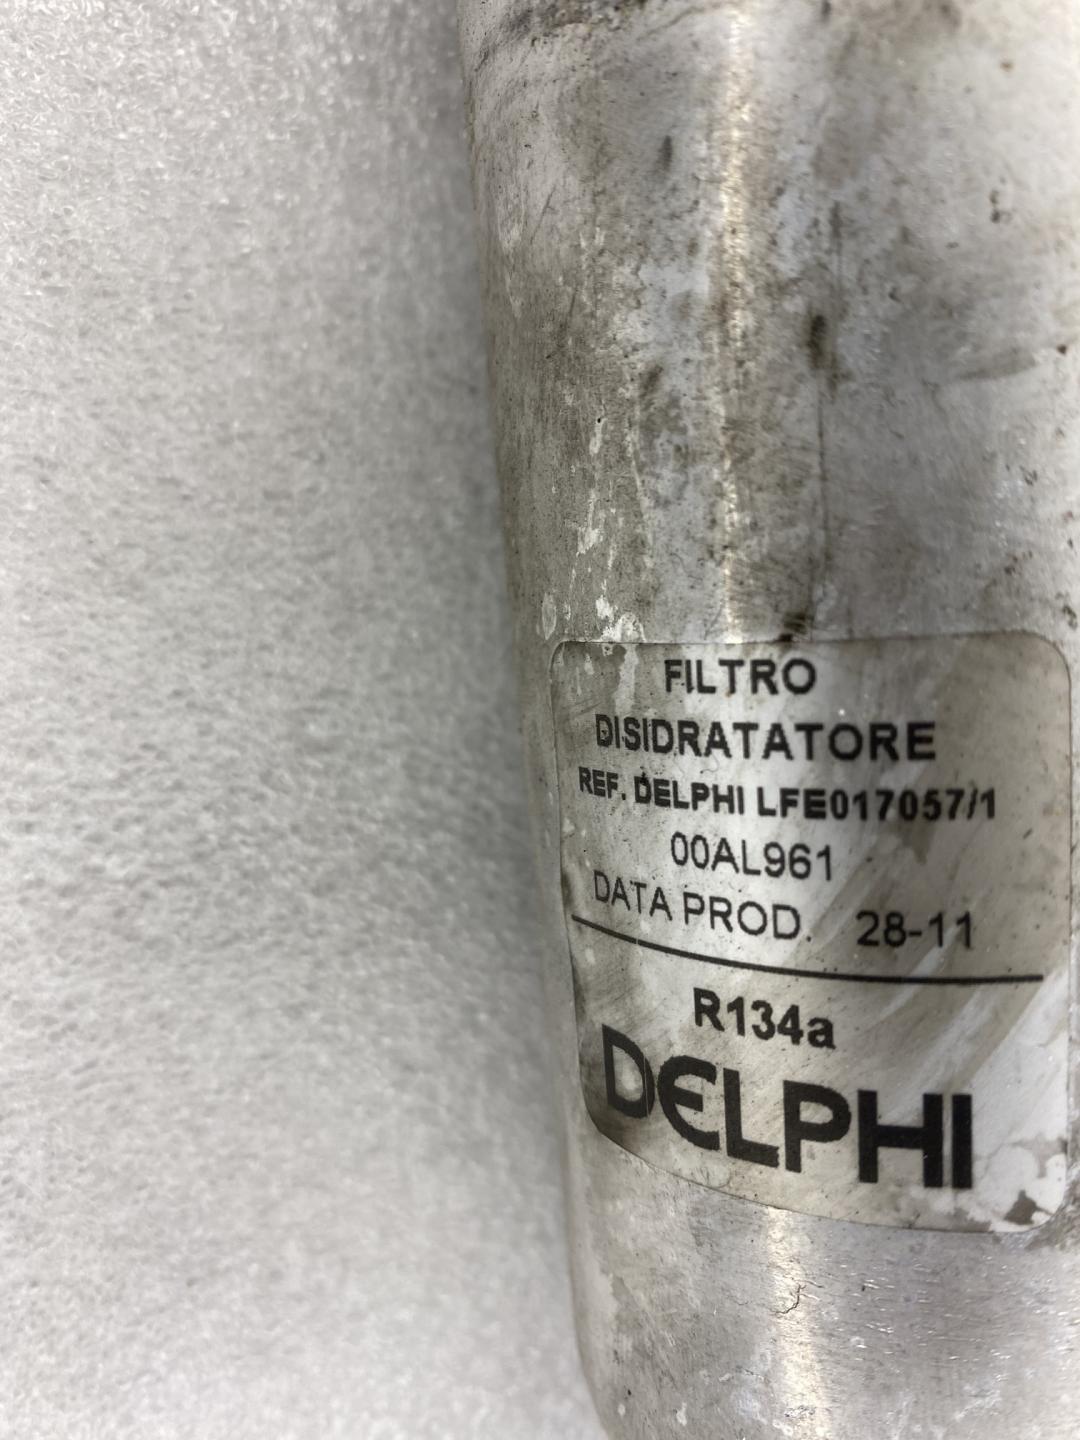 FILTRO
DISIDRATATORE
REF. DELPHI LFE017057/1
00AL961
DATA PROD. 28-11
R134a
DELPHI